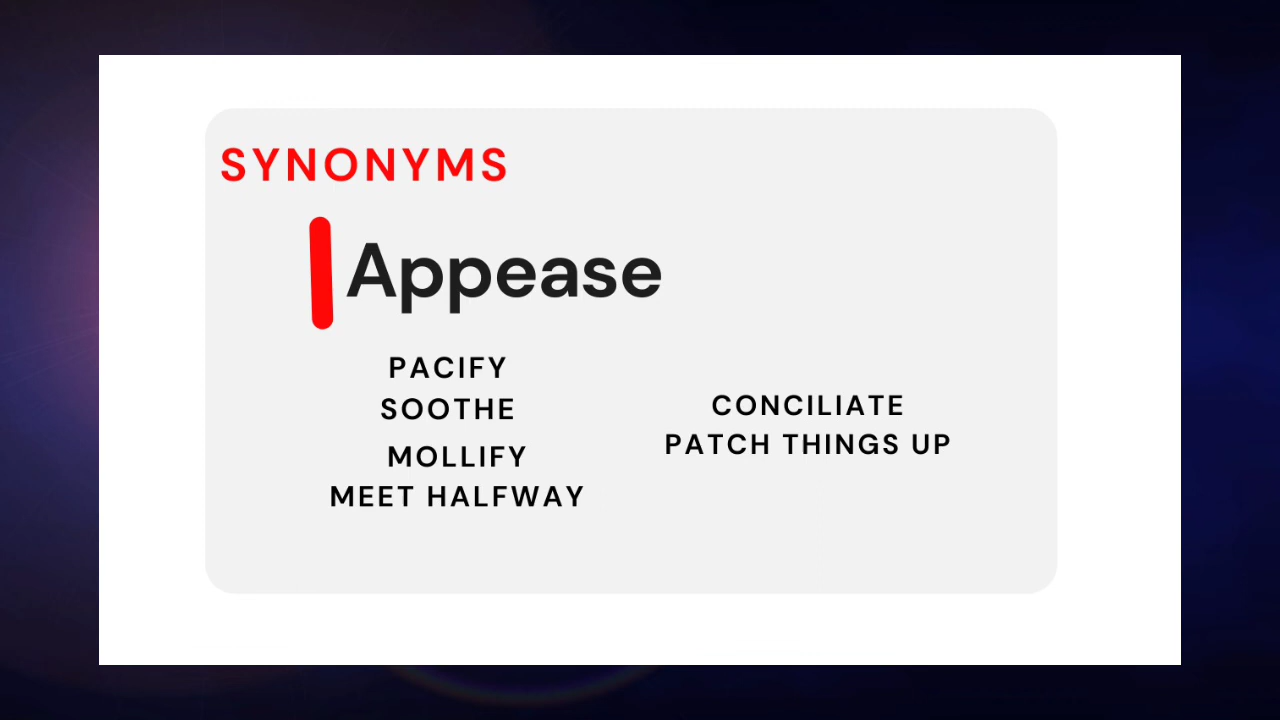 SYNONYMS
Appease
PACIFY
SOOTHE
MOLLIFY
MEET HALFWAY
CONCILIATE
PATCH THINGS UP